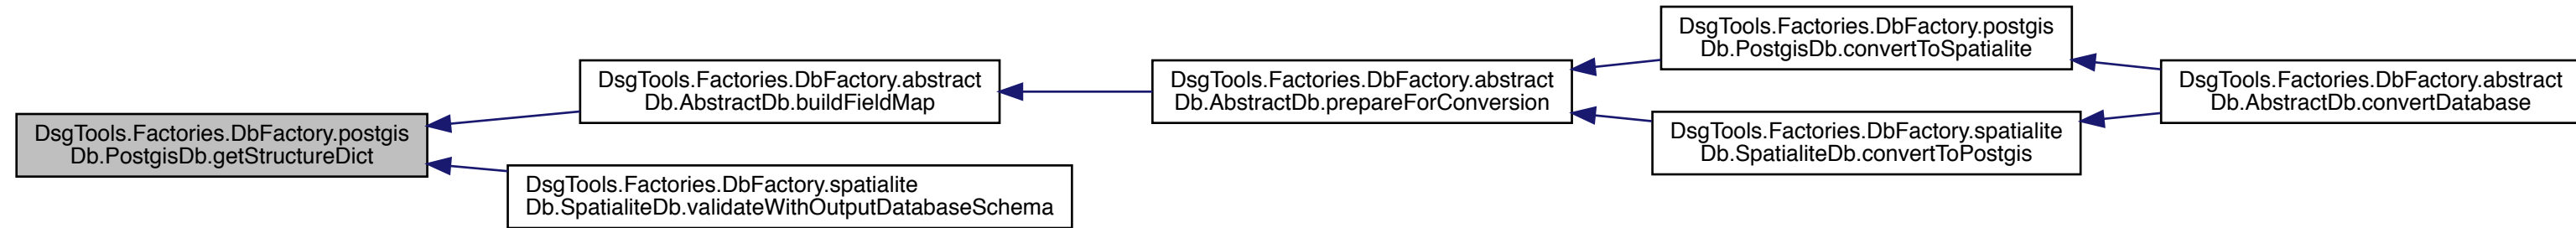 DsgTools.Factories.DbFactory.postgis
Db.PostgisDb.getStructureDict
DsgTools.Factories.DbFactory.abstract
Db.AbstractDb.buildFieldMap
DsgTools.Factories.DbFactory.spatialite
Db.SpatialiteDb.validateWithOutputDatabaseSchema
DsgTools.Factories.DbFactory.abstract
Db.AbstractDb.prepareForConversion
DsgTools.Factories.DbFactory.postgis
Db.PostgisDb.convertToSpatialite
DsgTools.Factories.DbFactory.spatialite
Db.SpatialiteDb.convertToPostgis
DsgTools.Factories.DbFactory.abstract
Db.AbstractDb.convertDatabase